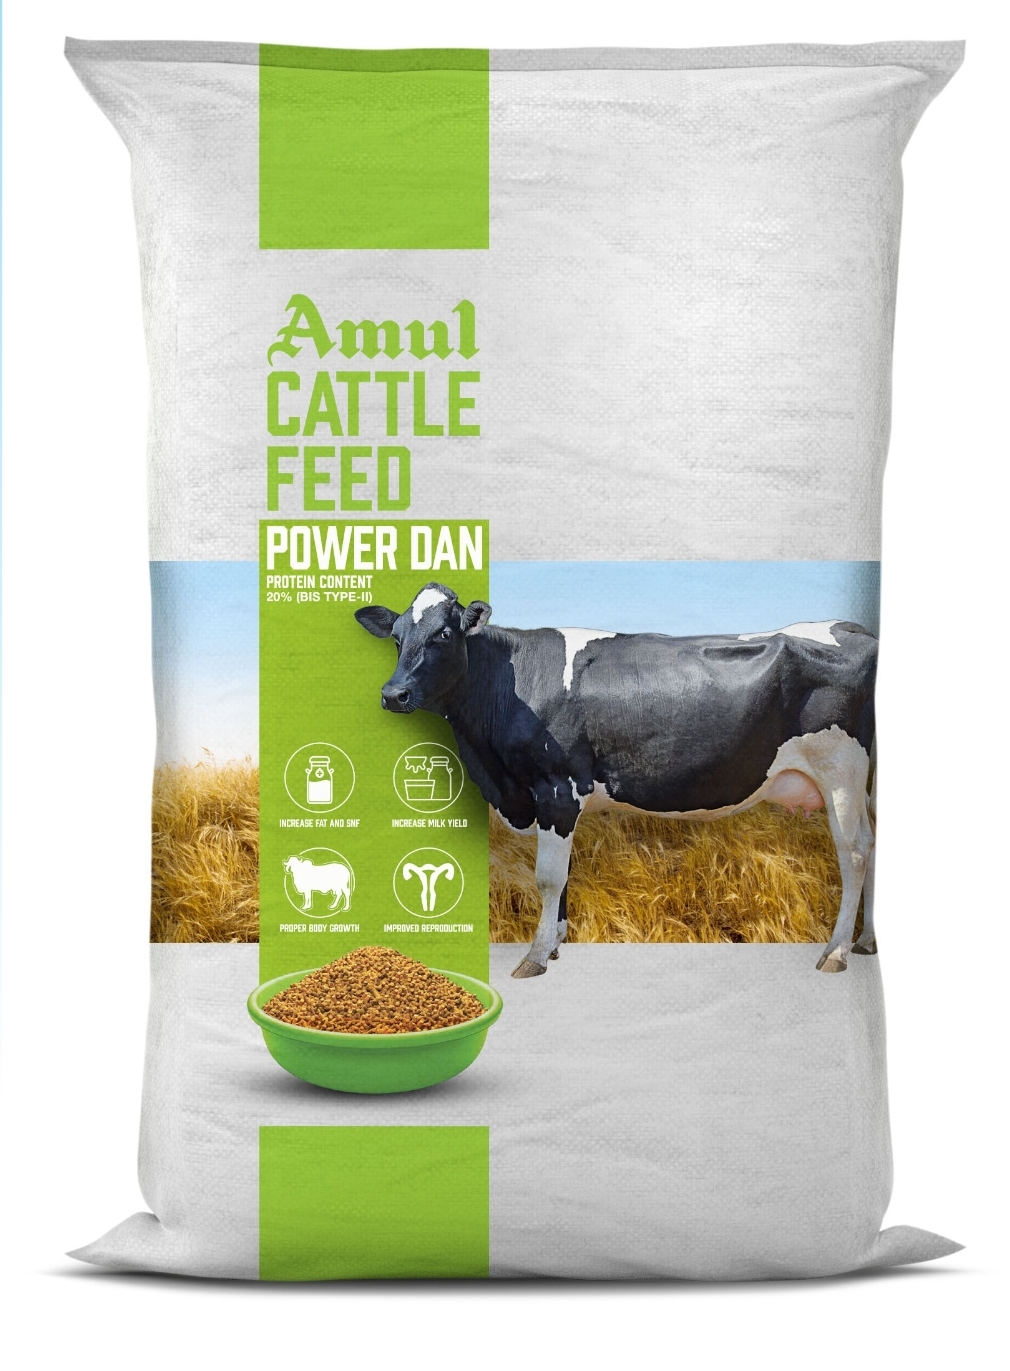 Amul
CATTLE
FEED
POWER DAN
PROTEIN CONTENT
20% (BIS TYPE-II)
INCREASE FAT AND SNF
INCREASE MILK YIELD
PROPER BODY GROWTH
IMPROVED REPRODUCTION